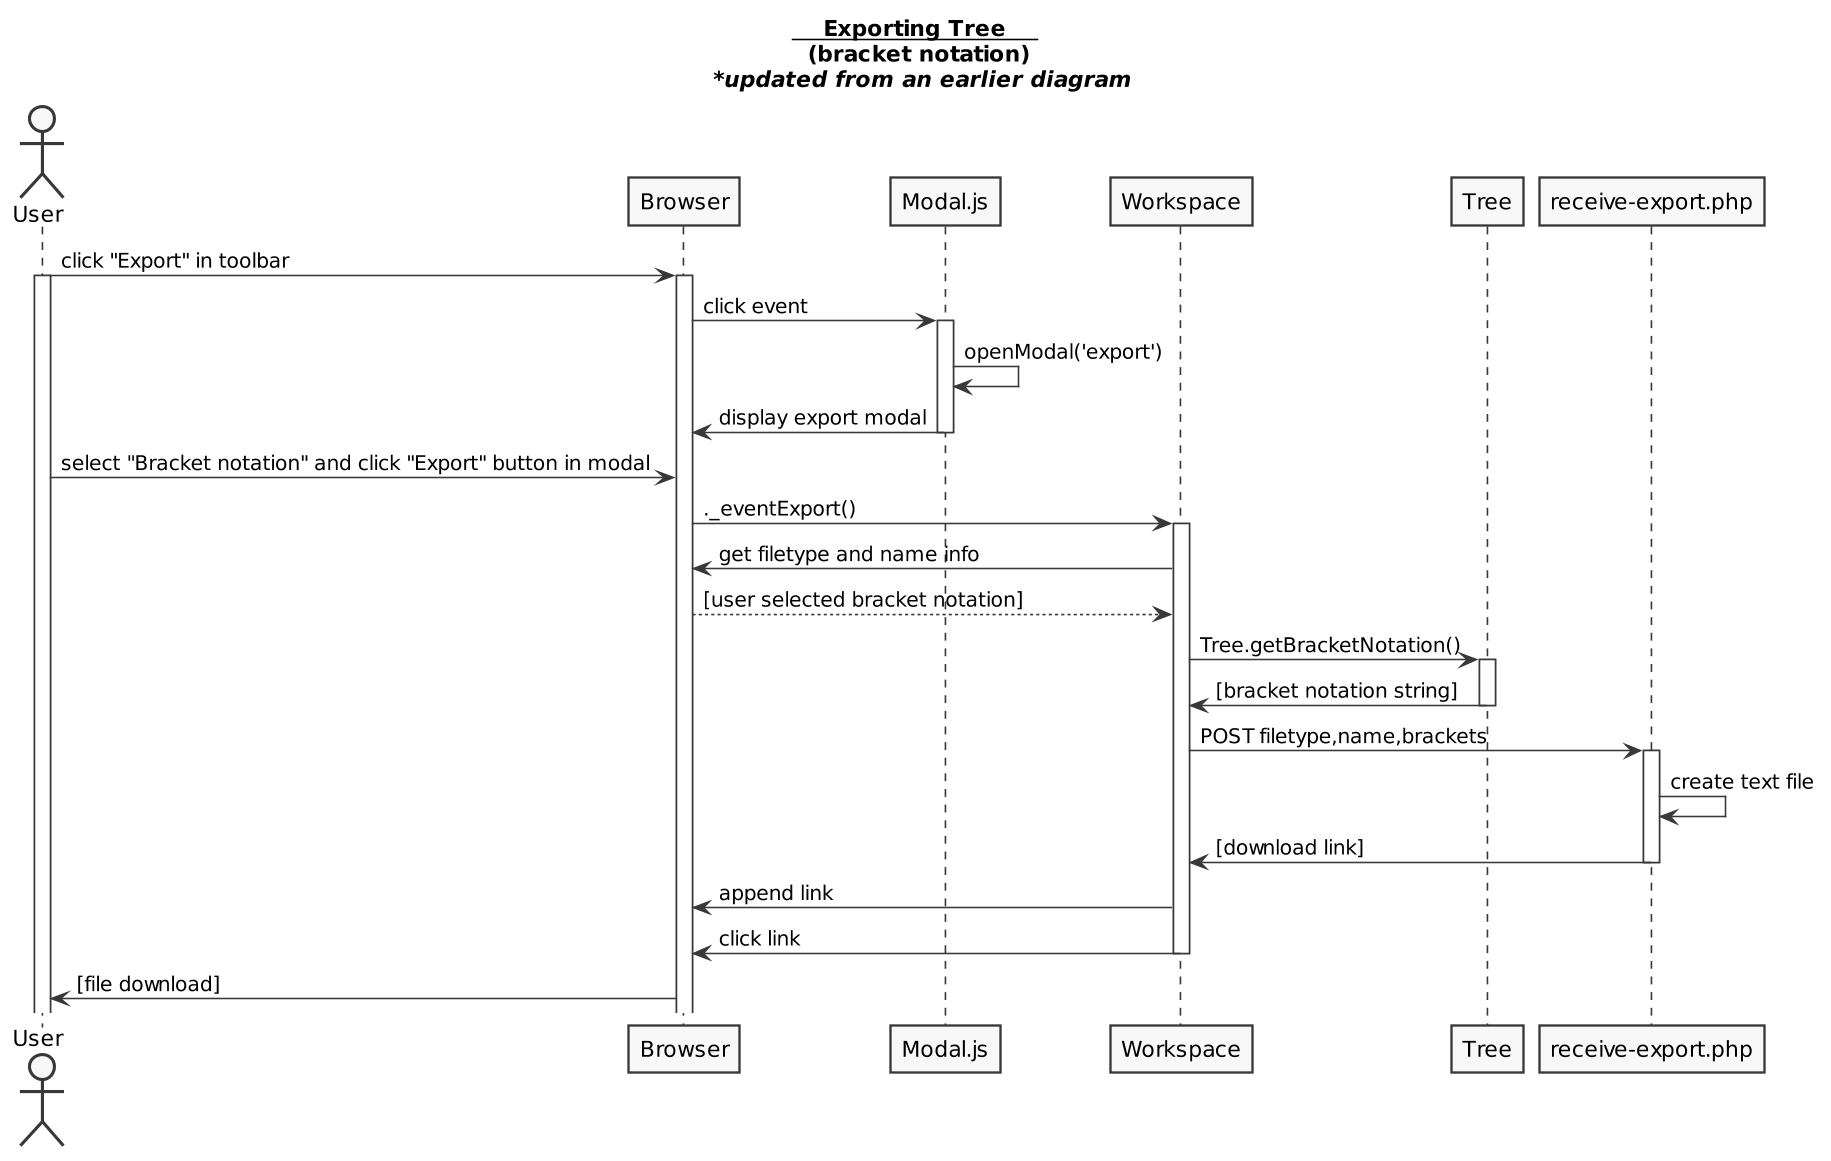 Exporting Tree
(bracket notation)
*updated from an earlier diagram
User
Browser
Modal.js
Workspace
Tree
receive-export.php
click "Export" in toolbar
click event
openModal('export')
display export modal
select "Bracket notation" and click "Export" button in modal
._eventExport()
get filetype and name info
[user selected bracket notation]
Tree.getBracketNotation()
[bracket notation string]
POST filetype,name,brackets
create text file
[download link]
append link
click link
[file download]
User
Browser
Modal.js
Workspace
Tree
receive-export.php